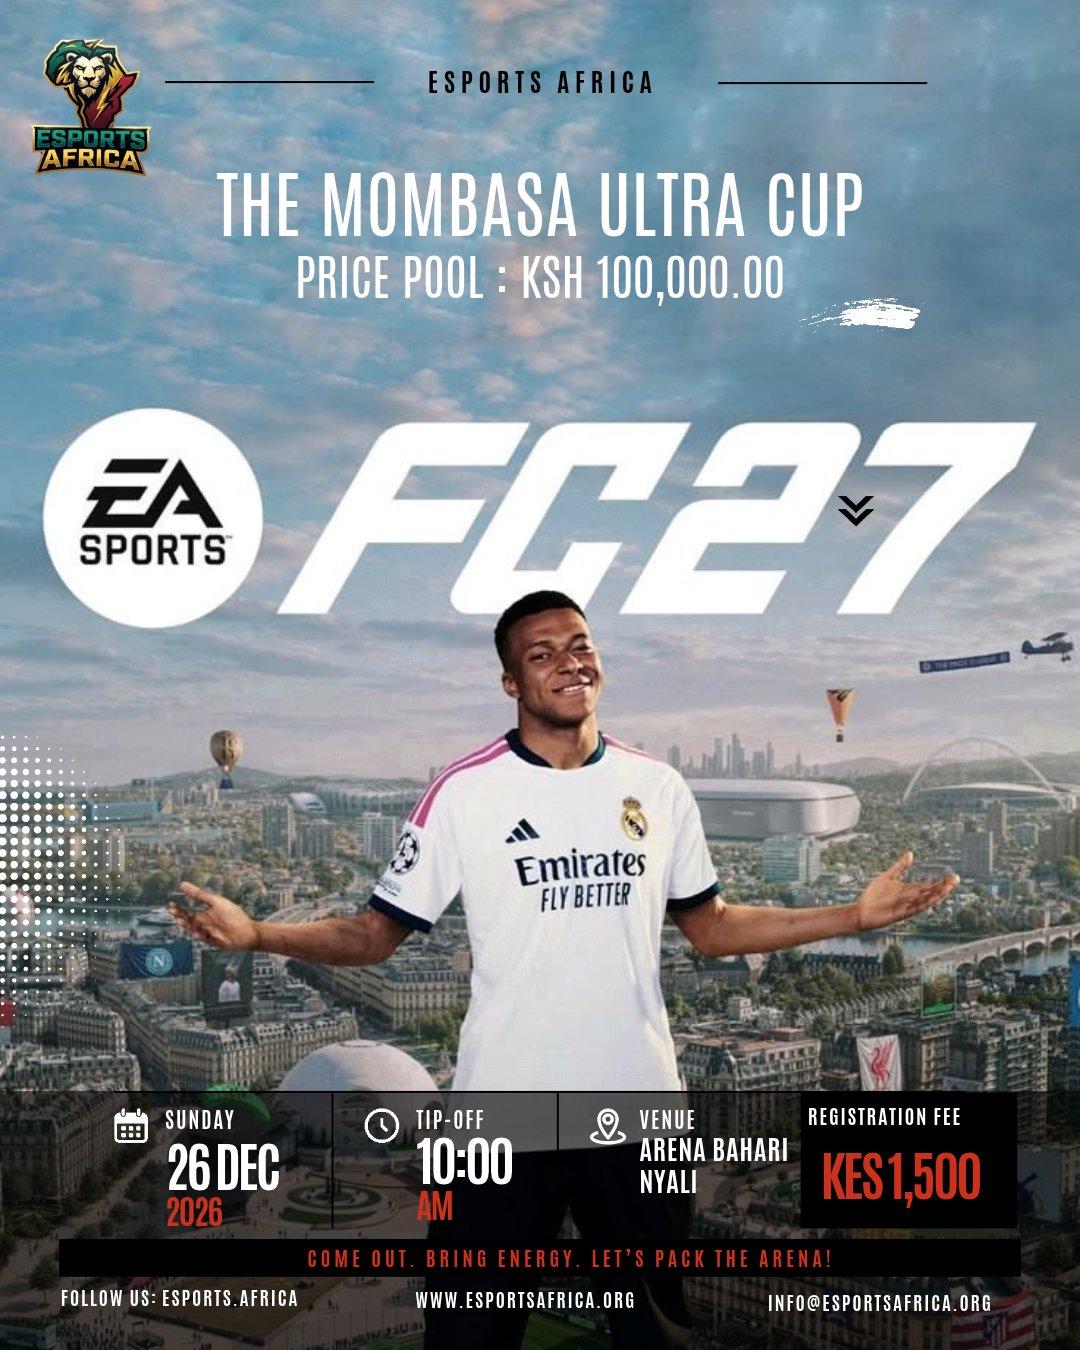 ESPORTS AFRICA
ESPORTS
AFRICA
THE MOMBASA ULTRA CUP
PRICE POOL : KSH 100,000.00
EA
SPORTS™
FC27
Emirates
FLY BETTER
SUNDAY
26 DEC
2026
TIP-OFF
10:00
AM
VENUE
ARENA BAHARI
NYALI
REGISTRATION FEE
KES 1,500
COME OUT. BRING ENERGY. LET'S PACK THE ARENA!
FOLLOW US: ESPORTS.AFRICA
WWW.ESPORTSAFRICA.ORG
INFO@ESPORTSAFRICA.ORG